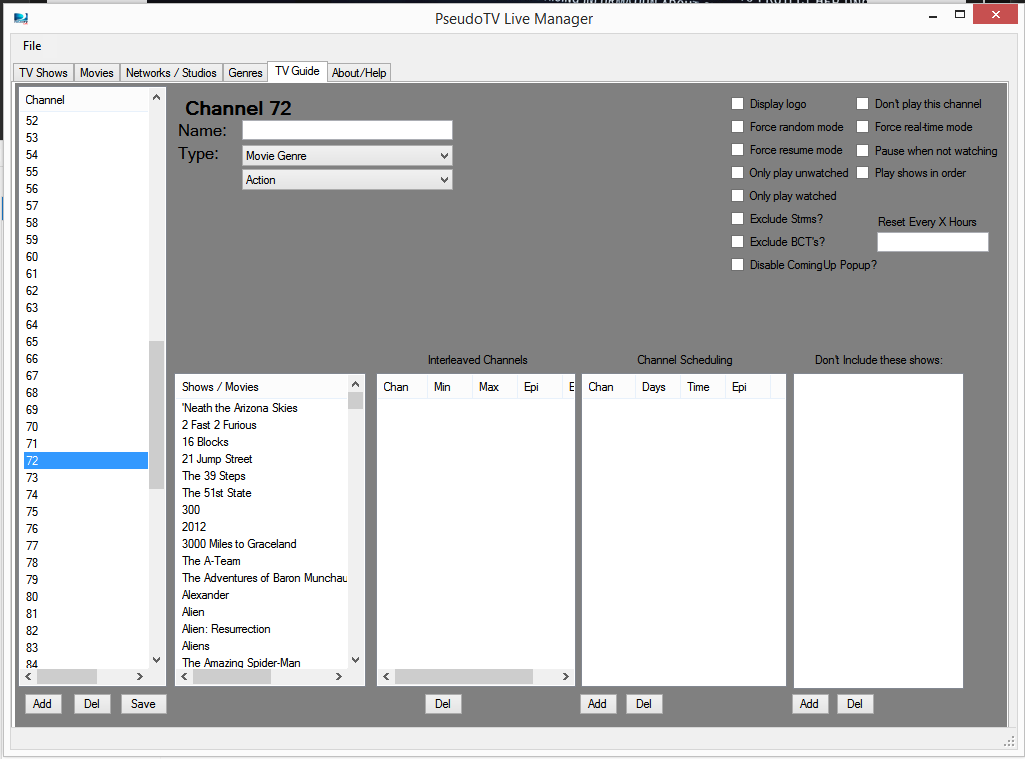 PseudoTV Live Manager
File
TV Shows Movies Networks / Studios Genres TV Guide About/Help
Channel
52
53
54
55
56
57
58
59
60
61
62
63
64
65
66
67
68
69
70
71
72
73
74
75
76
77
78
79
80
81
82
83
84
Add Del Save
Channel 72
Name:
Type: Movie Genre
Action
Display logo
Force random mode
Force resume mode
Only play unwatched
Only play watched
Exclude Strms?
Exclude BCT's?
Disable ComingUp Popup?
Don't play this channel
Force real-time mode
Pause when not watching
Play shows in order
Reset Every X Hours
Shows / Movies
'Neath the Arizona Skies
2 Fast 2 Furious
16 Blocks
21 Jump Street
The 39 Steps
The 51st State
300
2012
3000 Miles to Graceland
The A-Team
The Adventures of Baron Munchau
Alexander
Alien
Alien: Resurrection
Aliens
The Amazing Spider-Man
Interleaved Channels
Chan Min Max Epi E
Del
Channel Scheduling
Chan Days Time Epi
Add Del
Don't Include these shows:
Add Del